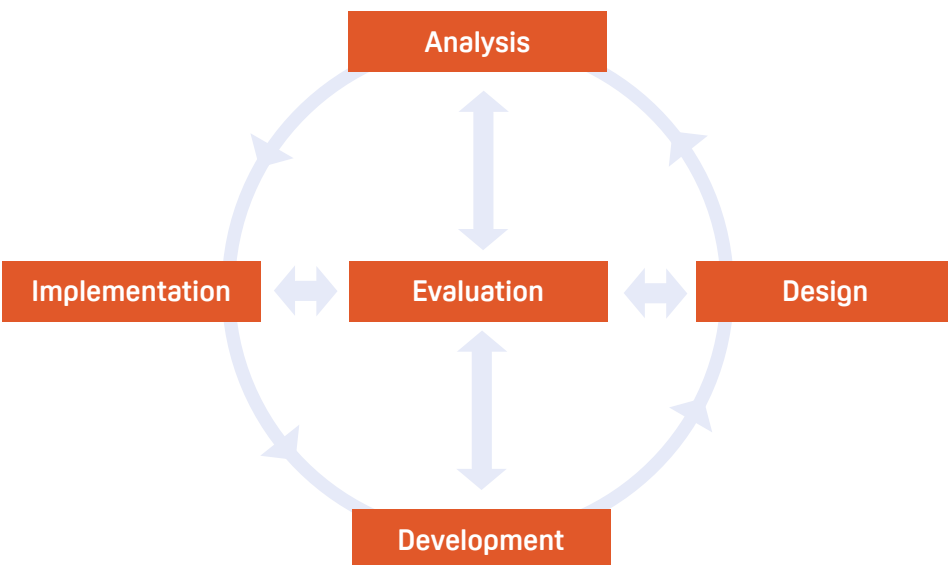 Analysis
Implementation
Evaluation
Design
Development